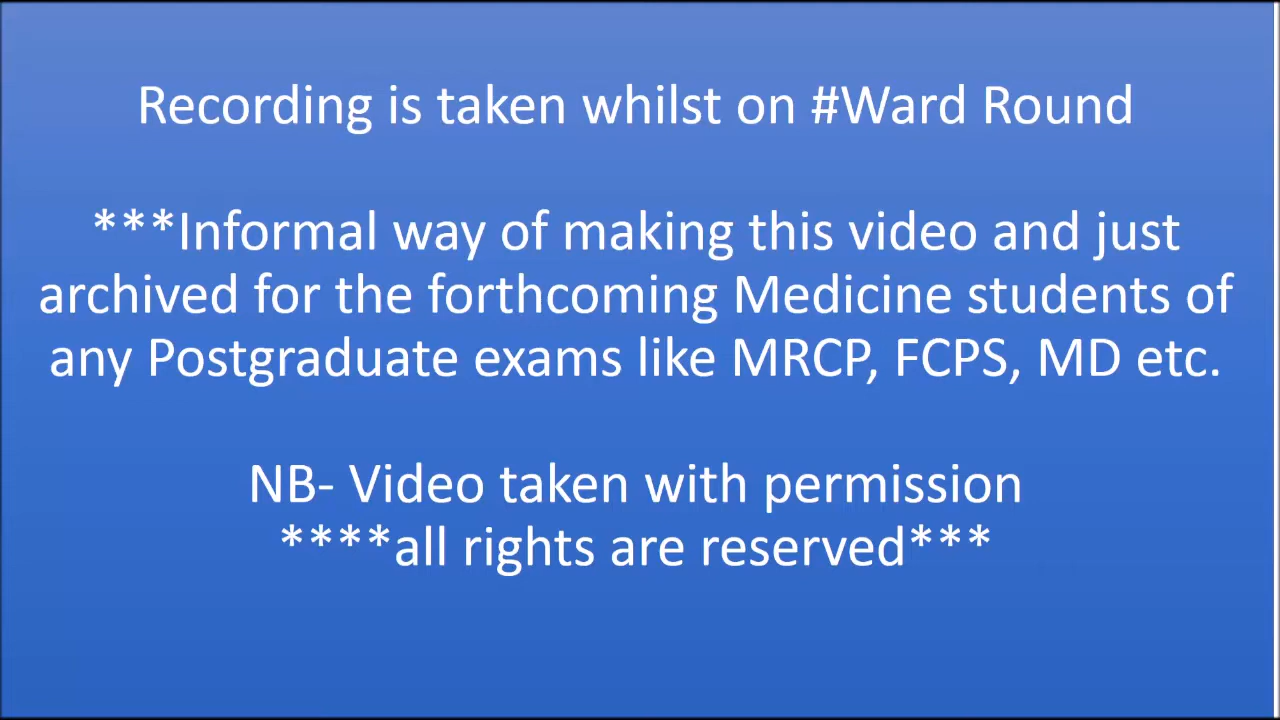 Recording is taken whilst on #Ward Round
***Informal way of making this video and just
archived for the forthcoming Medicine students of
any Postgraduate exams like MRCP, FCPS, MD etc.
NB- Video taken with permission
****all rights are reserved***